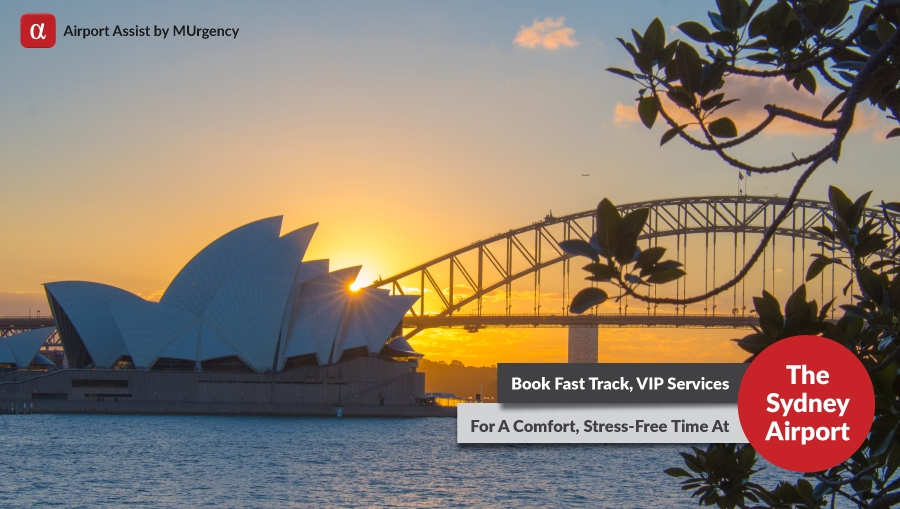 α Airport Assist by MUrgency
Book Fast Track, VIP Services
For A Comfort, Stress-Free Time At
The
Sydney
Airport